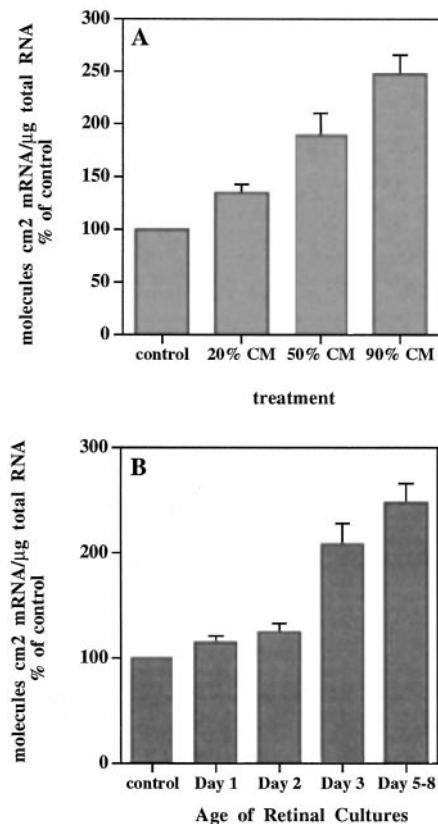 A
molecules cm2 mRNA/µg total RNA
% of control
300
250
200
150
100
50
0
control 20% CM 50% CM 90% CM
treatment
B
molecules cm2 mRNA/µg total RNA
% of control
300
200
100
0
control Day 1 Day 2 Day 3 Day 5-8
Age of Retinal Cultures